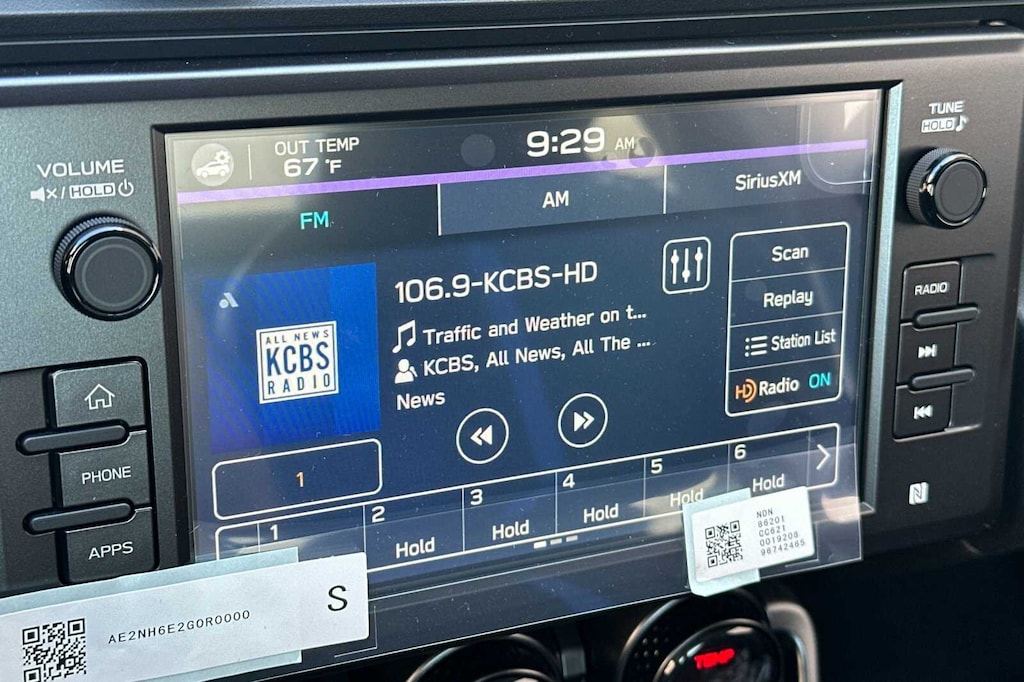 VOLUME
/ HOLD
OUT TEMP
67 °F
9:29 AM
TUNE
HOLD
FM
AM
SiriusXM
106.9-KCBS-HD
Traffic and Weather on t...
KCBS, All News, All The ...
News
ALL NEWS
KCBS
RADIO
Scan
Replay
Station List
HD Radio ON
RADIO
PHONE
APPS
1
1
2 Hold
3 Hold
4 Hold
5 Hold
6 Hold
NDN
86201
CC621
0019208
98742465
AE2NH6E2G0R0000
S
TEMP